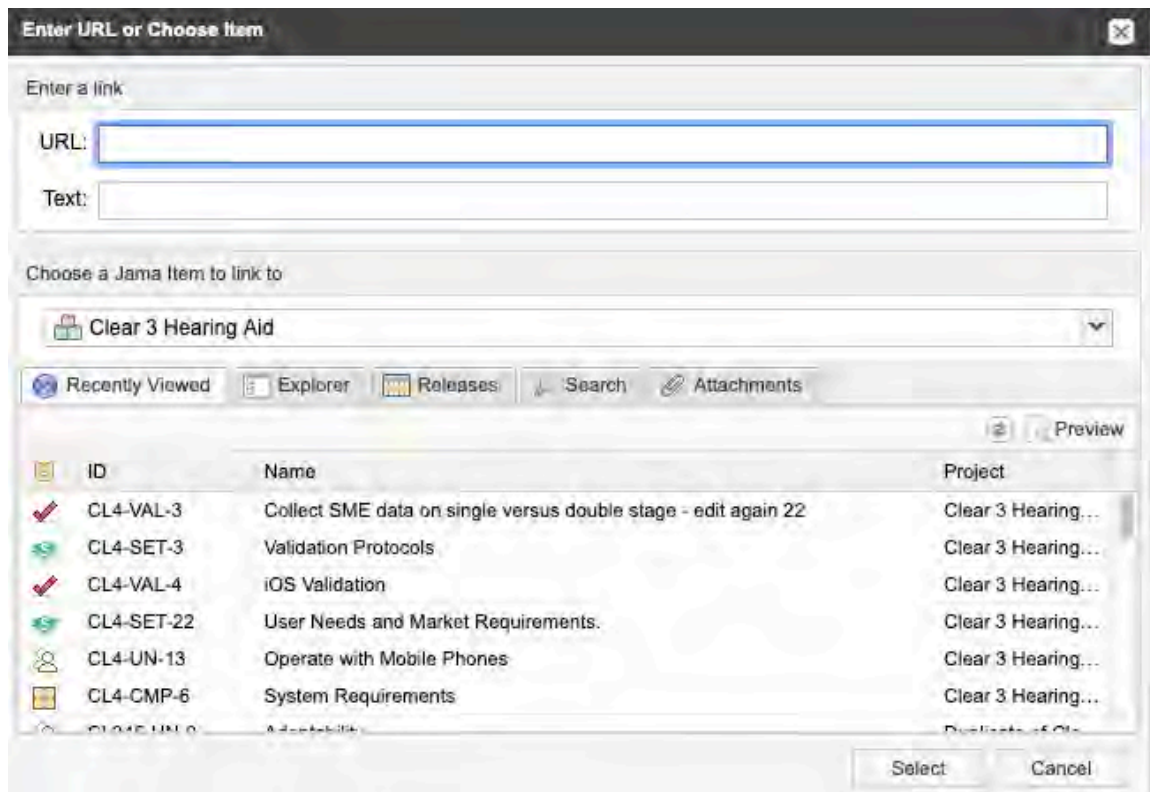 Enter URL or Choose Item
Enter a link
URL:
Text:
Choose a Jama Item to link to
Clear 3 Hearing Aid
Recently Viewed Explorer Releases Search Attachments
Preview
ID Name Project
CL4-VAL-3 Collect SME data on single versus double stage - edit again 22 Clear 3 Hearing...
CL4-SET-3 Validation Protocols Clear 3 Hearing...
CL4-VAL-4 iOS Validation Clear 3 Hearing...
CL4-SET-22 User Needs and Market Requirements. Clear 3 Hearing...
CL4-UN-13 Operate with Mobile Phones Clear 3 Hearing...
CL4-CMP-6 System Requirements Clear 3 Hearing...
Adaptability
Select Cancel